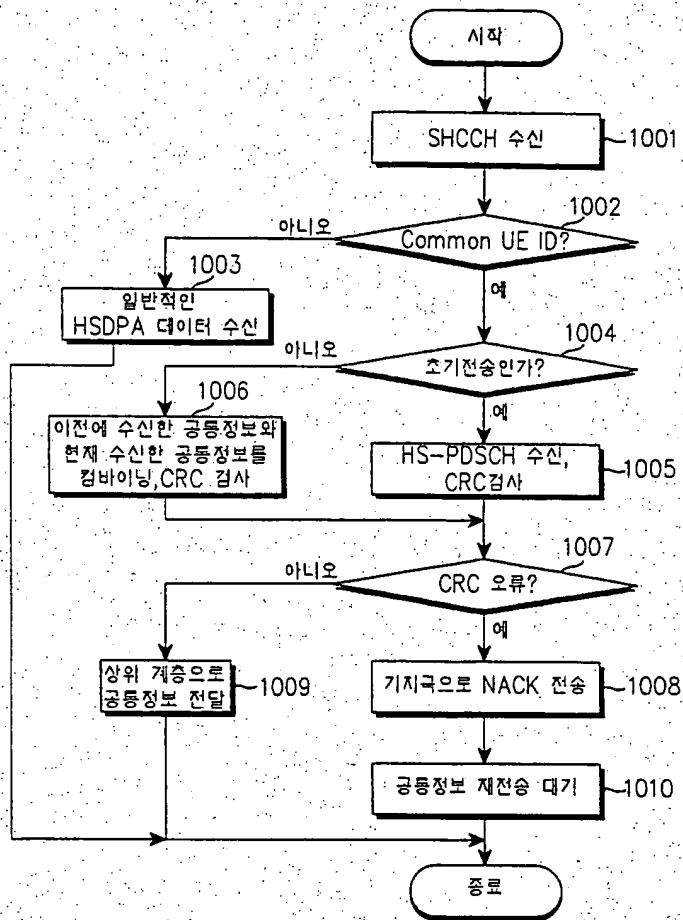 시작
SHCCH 수신
1001
1002
Common UE ID?
아니오
예
1003
일반적인
HSDPA 데이터 수신
1004
초기전송인가?
아니오
예
1006
이전에 수신한 공통정보와
현재 수신한 공통정보를
컴바이닝,CRC 검사
HS-PDSCH 수신,
CRC검사
1005
1007
CRC 오류?
아니오
예
상위 계층으로
공통정보 전달
1009
기지국으로 NACK 전송
1008
공통정보 재전송 대기
1010
종료